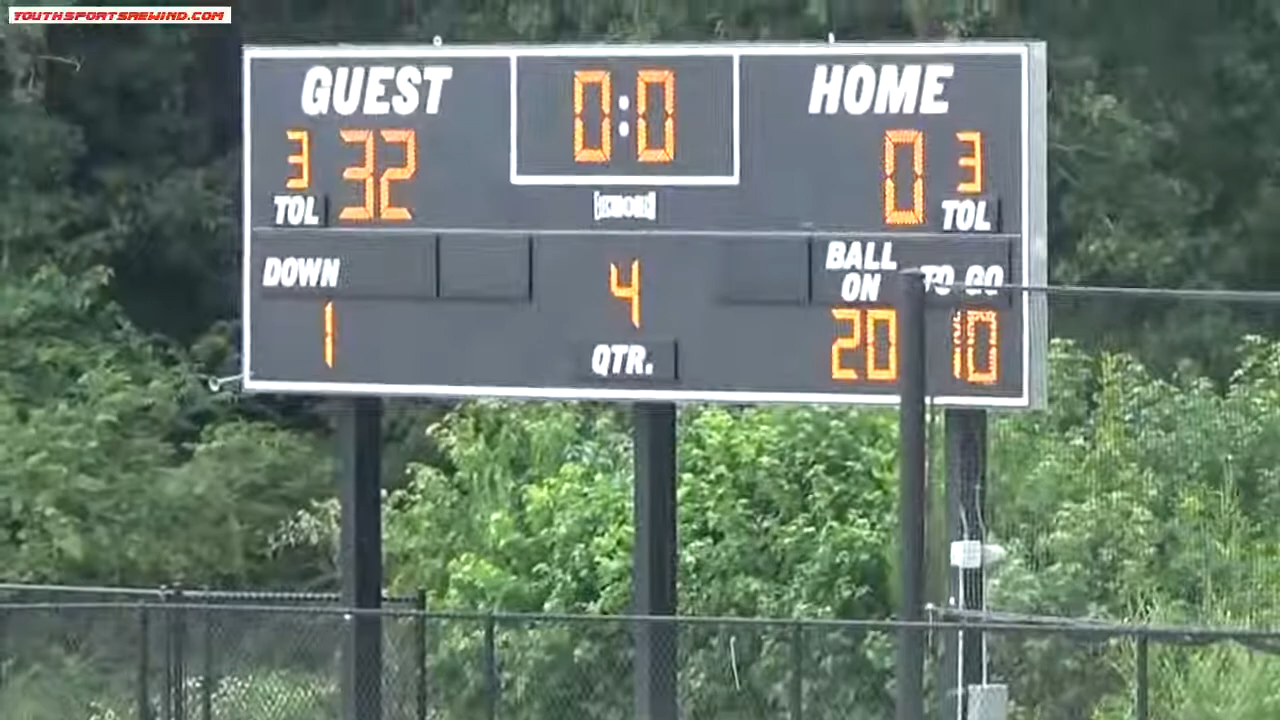 YOUTHSPORTSREWIND.COM
GUEST 0:0 HOME
3 32 0 3
TOL TOL
DOWN BALL ON TO GO
1 4 20 10
QTR.